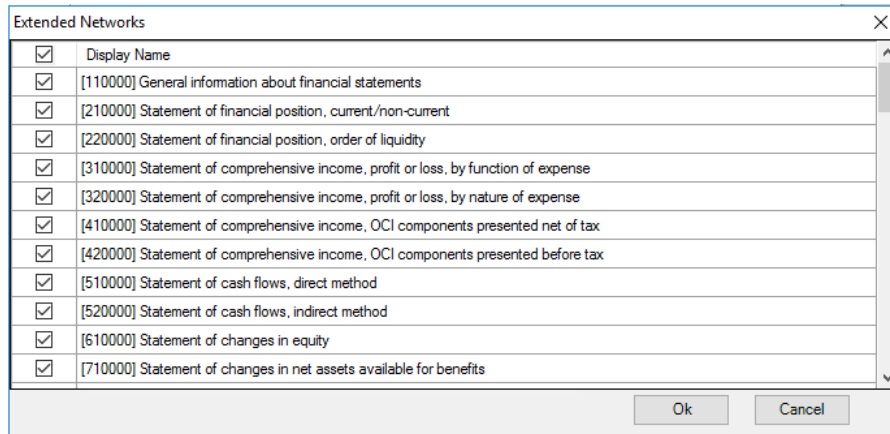 Extended Networks
Display Name
[110000] General information about financial statements
[210000] Statement of financial position, current/non-current
[220000] Statement of financial position, order of liquidity
[310000] Statement of comprehensive income, profit or loss, by function of expense
[320000] Statement of comprehensive income, profit or loss, by nature of expense
[410000] Statement of comprehensive income, OCI components presented net of tax
[420000] Statement of comprehensive income, OCI components presented before tax
[510000] Statement of cash flows, direct method
[520000] Statement of cash flows, indirect method
[610000] Statement of changes in equity
[710000] Statement of changes in net assets available for benefits
Ok Cancel